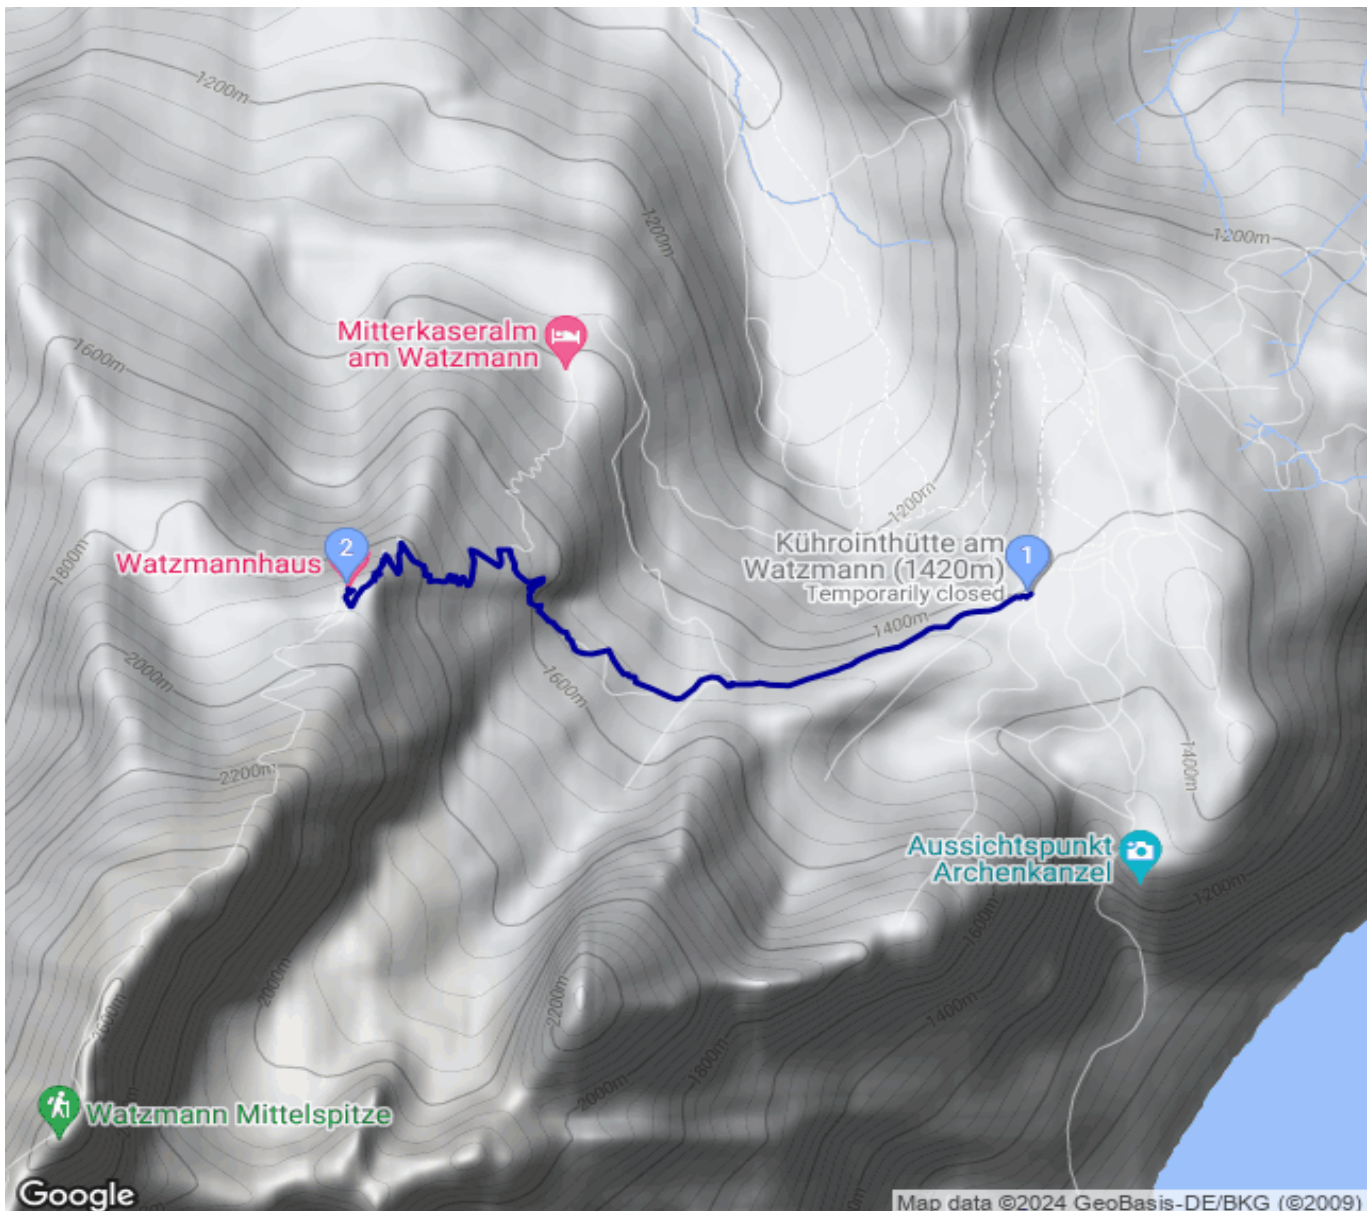 1200m
1200m
1200m
Mitterkaseralm
am Watzmann
1600m
1200m
1800m
Watzmannhaus
2
Kührointhütte am
Watzmann (1420m)
Temporarily closed
1
1400m
2000m
1600m
2200m
1400m
Aussichtspunkt
Archenkanzel
1200m
1600m
2000m
2200m
1400m
2600m
1800m
2000m
Watzmann Mittelspitze
Google
Map data ©2024 GeoBasis-DE/BKG (©2009)